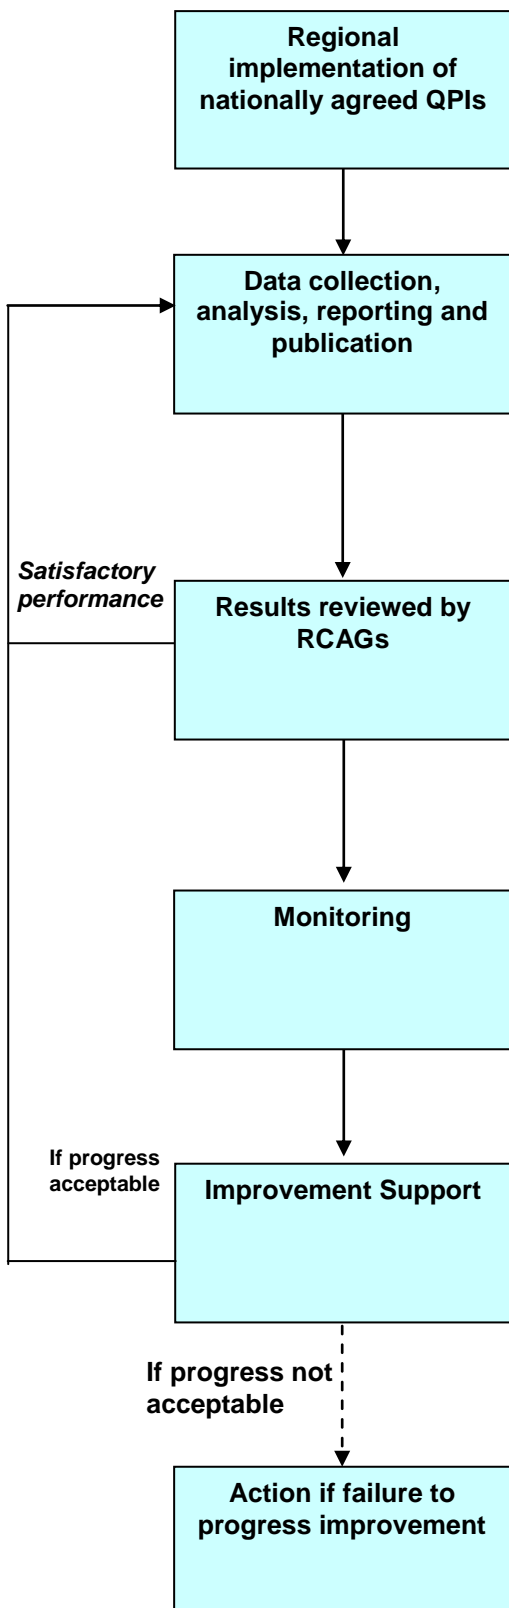 Regional
implementation of
nationally agreed QPIs
Data collection,
analysis, reporting and
publication
Satisfactory
performance
Results reviewed by
RCAGs
Monitoring
If progress
acceptable
Improvement Support
If progress not
acceptable
Action if failure to
progress improvement